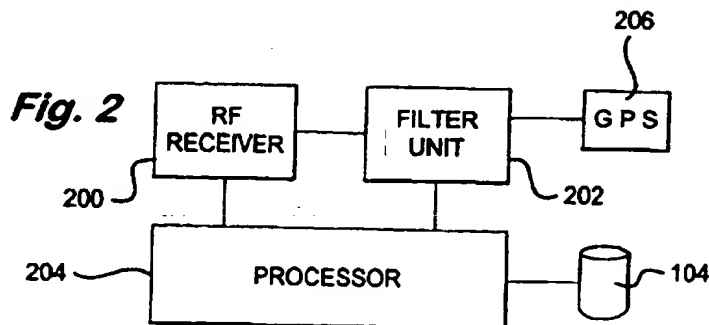 206
Fig. 2
RF
RECEIVER
FILTER
UNIT
GPS
200
202
204
PROCESSOR
104